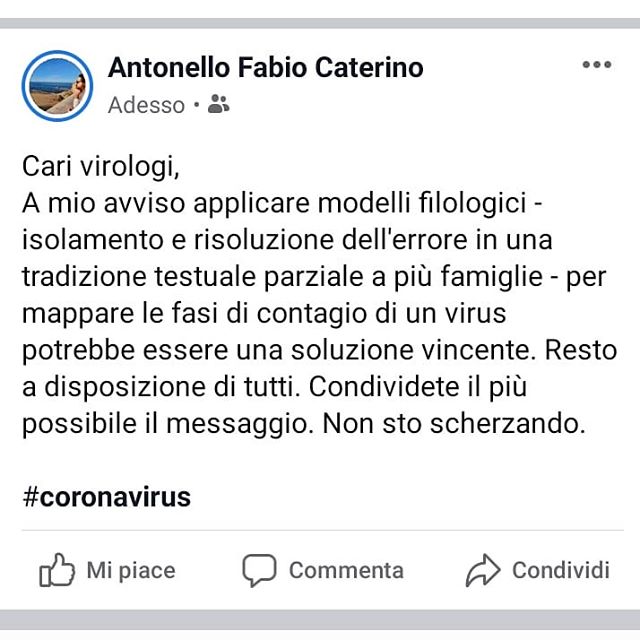 Antonello Fabio Caterino
Adesso •
Cari virologi,
A mio avviso applicare modelli filologici -
isolamento e risoluzione dell'errore in una
tradizione testuale parziale a più famiglie - per
mappare le fasi di contagio di un virus
potrebbe essere una soluzione vincente. Resto
a disposizione di tutti. Condividete il più
possibile il messaggio. Non sto scherzando.
#coronavirus
Mi piace
Commenta
Condividi